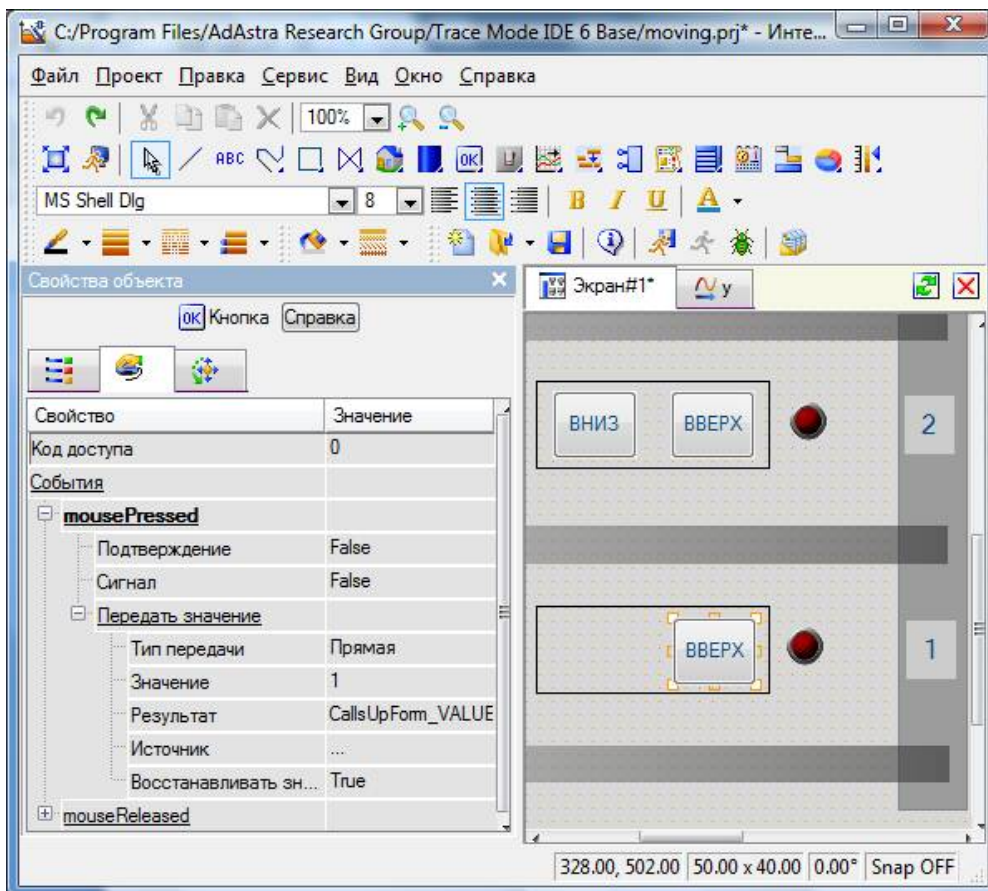 C:/Program Files/AdAstra Research Group/Trace Mode IDE 6 Base/moving.prj* - Инте...
Файл Проект Правка Сервис Вид Окно Справка
100%
ABC OK
MS Shell Dlg 8 B I U A
Свойства объекта
OK Кнопка Справка
Свойство Значение
Код доступа 0
События
mousePressed
Подтверждение False
Сигнал False
Передать значение
Тип передачи Прямая
Значение 1
Результат CallsUpForm_VALUE
Источник ...
Восстанавливать зн... True
mouseReleased
Экран#1* y
ВНИЗ ВВЕРХ 2
ВВЕРХ 1
328.00, 502.00 50.00 x 40.00 0.00° Snap OFF